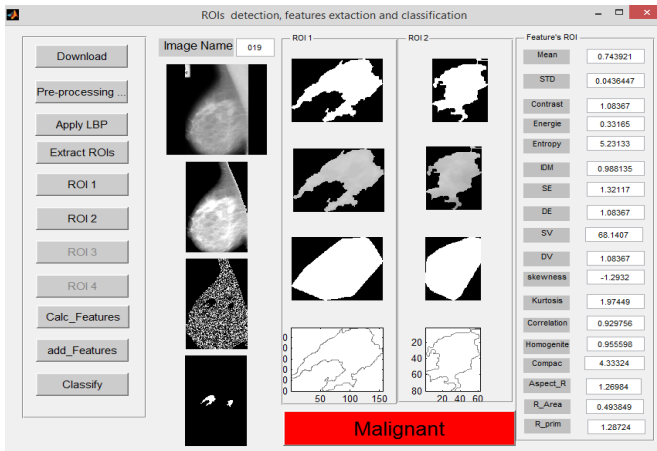 ROIs detection, features extaction and classification
Download
Pre-processing ...
Apply LBP
Extract ROIs
ROI 1
ROI 2
ROI 3
ROI 4
Calc_Features
add_Features
Classify
Image Name 019
ROI 1
50 100 150
ROI 2
20
40
60
80
20 40 60
Malignant
Feature's ROI
Mean 0.743921
STD 0.0436447
Contrast 1.08367
Energie 0.33165
Entropy 5.23133
IDM 0.988135
SE 1.32117
DE 1.08367
SV 68.1407
DV 1.08367
skewness -1.2932
Kurtosis 1.97449
Correlation 0.929756
Homogenite 0.955598
Compac 4.33324
Aspect_R 1.26984
R_Area 0.493849
R_prim 1.28724